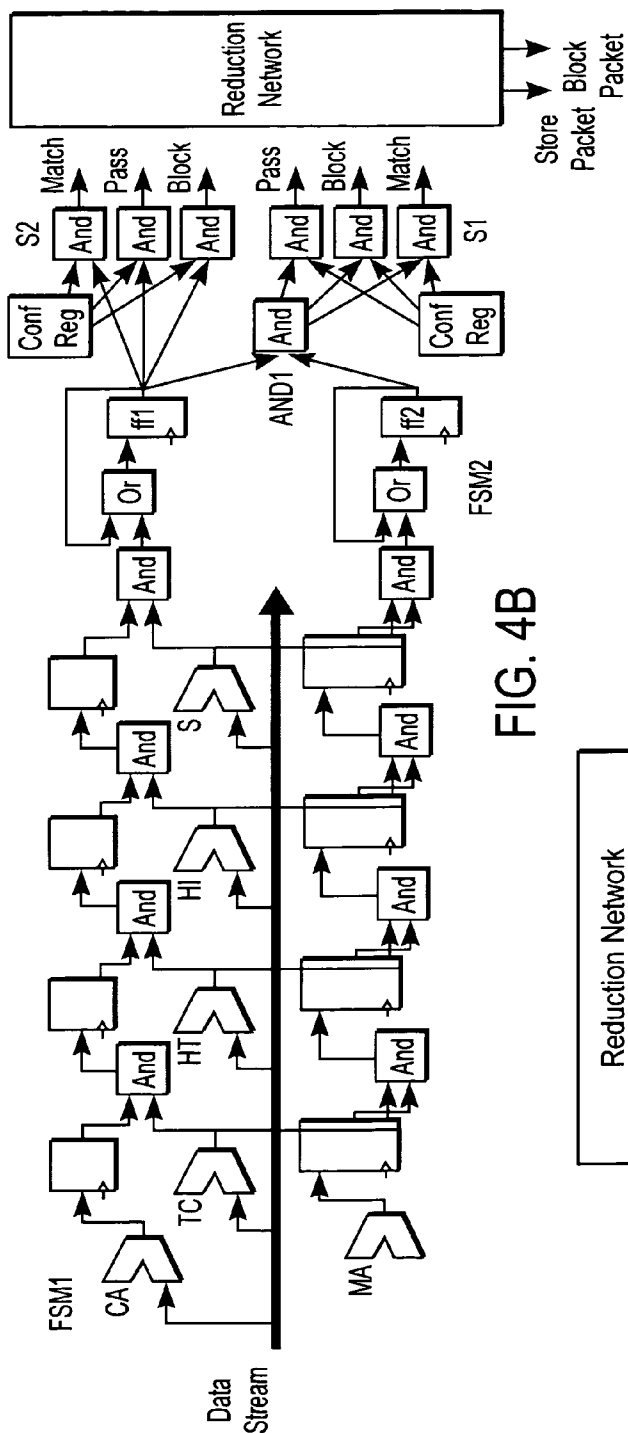 Reduction
Network
Store
Packet
Block
Packet
S2
Match
Pass
Block
And
And
And
Conf
Reg
Pass
Block
Match
And
And
And
S1
And
AND1
Conf
Reg
ff1
Or
And
ff2
Or
FSM2
And
And
And
And
And
And
And
FSM1
CA
TC
HT
HI
S
MA
Data
Stream
FIG. 4B
Reduction Network